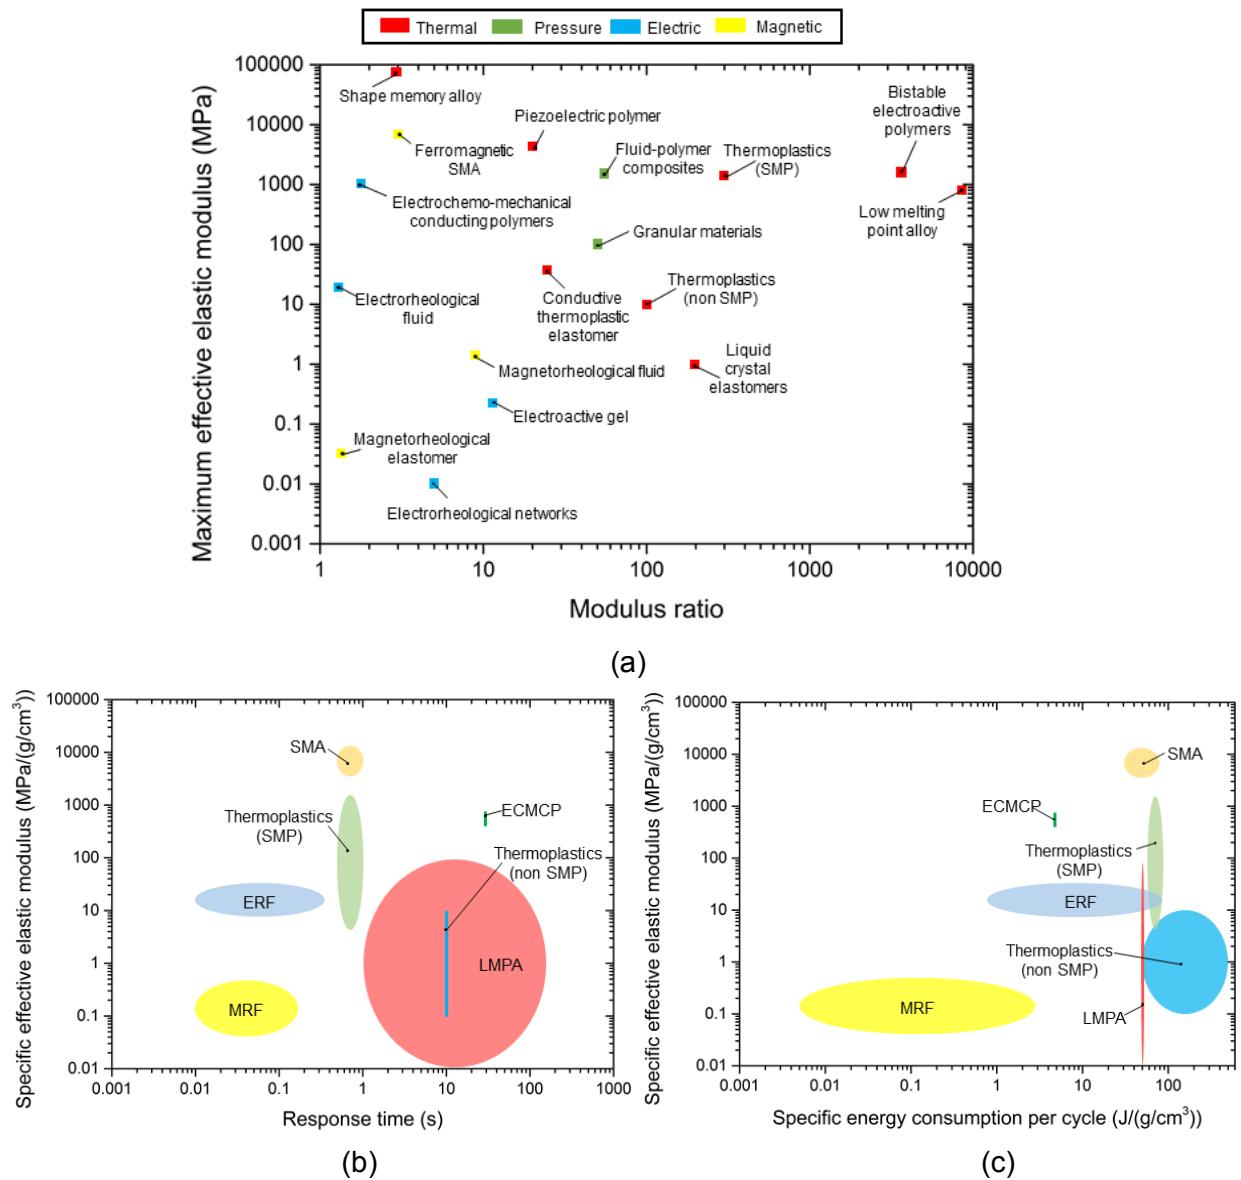 Thermal Pressure Electric Magnetic
Maximum effective elastic modulus (MPa)
100000
10000
1000
100
10
1
0.1
0.01
0.001
Shape memory alloy
Ferromagnetic
SMA
Piezoelectric polymer
Fluid-polymer
composites
Thermoplastics
(SMP)
Bistable
electroactive
polymers
Low melting
point alloy
Electrochemo-mechanical
conducting polymers
Granular materials
Electrorheological
fluid
Conductive
thermoplastic
elastomer
Thermoplastics
(non SMP)
Magnetorheological fluid
Liquid
crystal
elastomers
Electroactive gel
Magnetorheological
elastomer
Electrorheological networks
1 10 100 1000 10000
Modulus ratio
(a)
Specific effective elastic modulus (MPa/(g/cm³))
100000
10000
1000
100
10
1
0.1
0.01
SMA
Thermoplastics
(SMP)
ECMCP
Thermoplastics
(non SMP)
ERF
LMPA
MRF
0.001 0.01 0.1 1 10 100 1000
Response time (s)
(b)
Specific effective elastic modulus (MPa/(g/cm³))
100000
10000
1000
100
10
1
0.1
0.01
SMA
ECMCP
Thermoplastics
(SMP)
ERF
Thermoplastics
(non SMP)
MRF
LMPA
0.001 0.01 0.1 1 10 100
Specific energy consumption per cycle (J/(g/cm³))
(c)